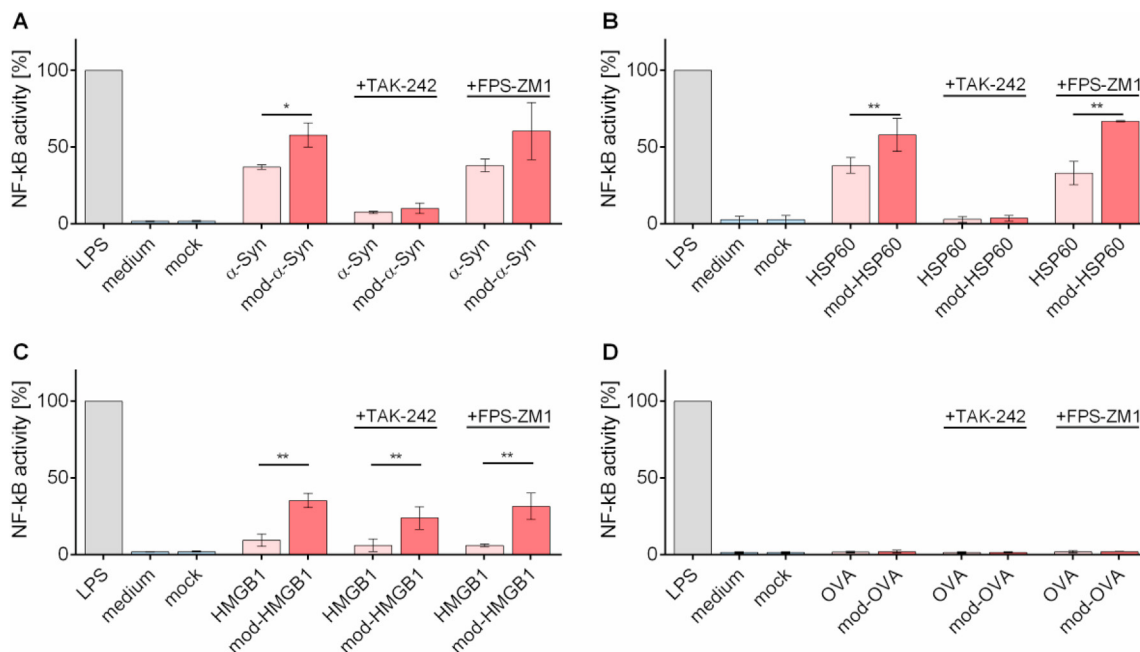 A
NF-kB activity [%]
100
50
0
+TAK-242
+FPS-ZM1
*
LPS
medium
mock
α-Syn
mod-α-Syn
α-Syn
mod-α-Syn
α-Syn
mod-α-Syn
B
NF-kB activity [%]
100
50
0
+TAK-242
+FPS-ZM1
**
**
LPS
medium
mock
HSP60
mod-HSP60
HSP60
mod-HSP60
HSP60
mod-HSP60
C
NF-kB activity [%]
100
50
0
+TAK-242
+FPS-ZM1
**
**
**
LPS
medium
mock
HMGB1
mod-HMGB1
HMGB1
mod-HMGB1
HMGB1
mod-HMGB1
D
NF-kB activity [%]
100
50
0
+TAK-242
+FPS-ZM1
LPS
medium
mock
OVA
mod-OVA
OVA
mod-OVA
OVA
mod-OVA